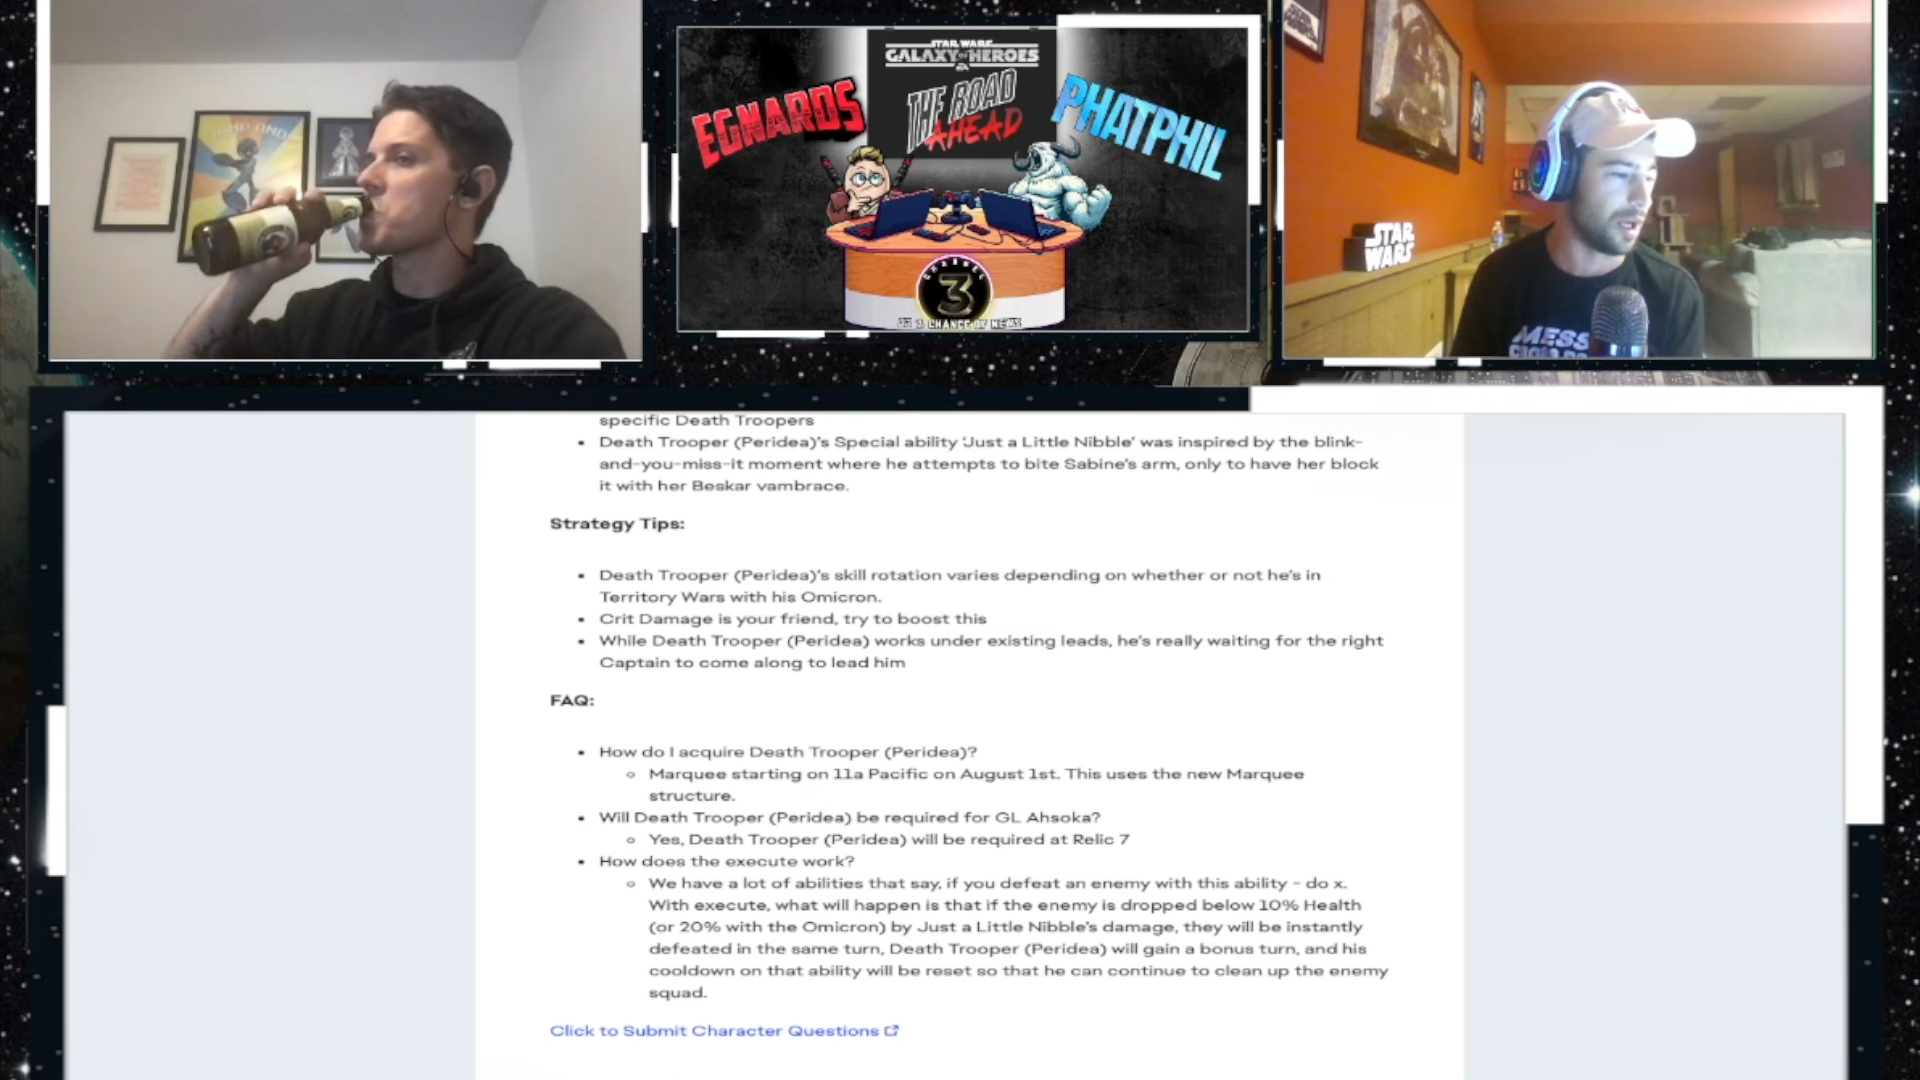 JUMP AND
STAR WARS
GALAXY OF HEROES
EA
THE ROAD
AHEAD
EGNARDS
PHATPHIL
CHANNEL
3
STAR
WARS
MESS
specific Death Troopers
• Death Trooper (Peridea)'s Special ability 'Just a Little Nibble' was inspired by the blink-
and-you-miss-it moment where he attempts to bite Sabine's arm, only to have her block
it with her Beskar vambrace.
Strategy Tips:
• Death Trooper (Peridea)'s skill rotation varies depending on whether or not he's in
Territory Wars with his Omicron.
• Crit Damage is your friend, try to boost this
• While Death Trooper (Peridea) works under existing leads, he's really waiting for the right
Captain to come along to lead him
FAQ:
• How do I acquire Death Trooper (Peridea)?
◦ Marquee starting on 11a Pacific on August 1st. This uses the new Marquee
structure.
• Will Death Trooper (Peridea) be required for GL Ahsoka?
◦ Yes, Death Trooper (Peridea) will be required at Relic 7
• How does the execute work?
◦ We have a lot of abilities that say, if you defeat an enemy with this ability - do x.
With execute, what will happen is that if the enemy is dropped below 10% Health
(or 20% with the Omicron) by Just a Little Nibble's damage, they will be instantly
defeated in the same turn, Death Trooper (Peridea) will gain a bonus turn, and his
cooldown on that ability will be reset so that he can continue to clean up the enemy
squad.
Click to Submit Character Questions